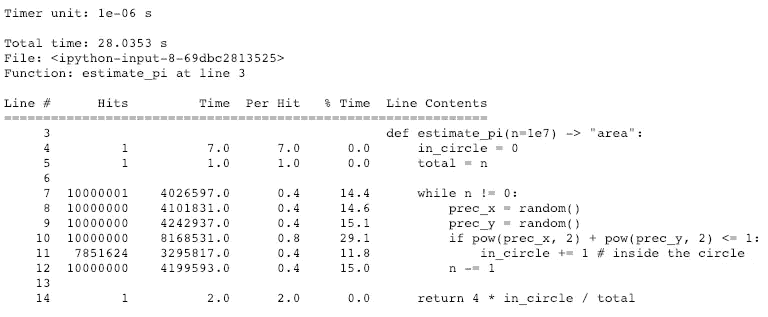 Timer unit: 1e-06 s

Total time: 28.0353 s
File: <ipython-input-8-69dbc2813525>
Function: estimate_pi at line 3

Line #      Hits         Time  Per Hit   % Time  Line Contents
==============================================================
     3                                           def estimate_pi(n=1e7) -> "area":
     4         1          7.0      7.0      0.0      in_circle = 0
     5         1          1.0      1.0      0.0      total = n
     6
     7  10000001    4026597.0      0.4     14.4      while n != 0:
     8  10000000    4101831.0      0.4     14.6          prec_x = random()
     9  10000000    4242937.0      0.4     15.1          prec_y = random()
    10  10000000    8168531.0      0.8     29.1          if pow(prec_x, 2) + pow(prec_y, 2) <= 1:
    11   7851624    3295817.0      0.4     11.8              in_circle += 1 # inside the circle
    12  10000000    4199593.0      0.4     15.0          n -= 1
    13
    14         1          2.0      2.0      0.0      return 4 * in_circle / total